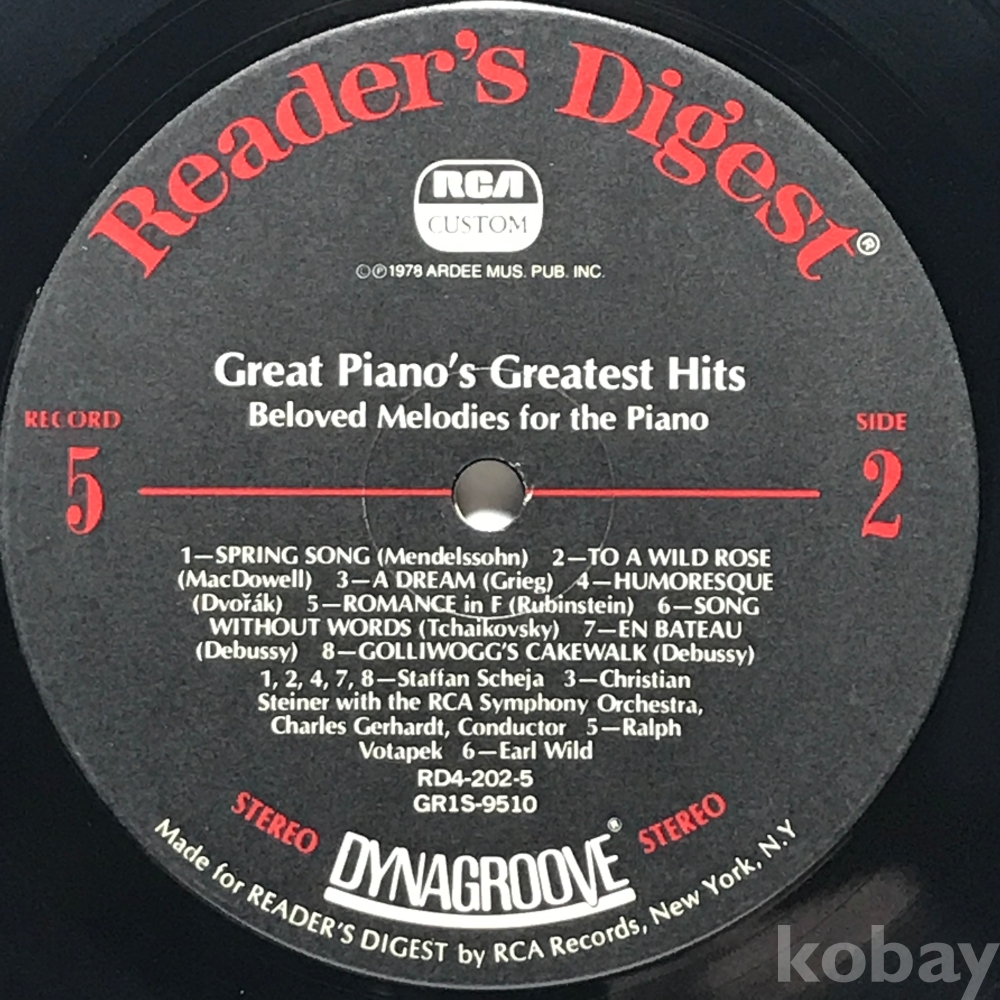 Reader's Digest®
RCA
CUSTOM
©℗1978 ARDEE MUS. PUB. INC.
Great Piano's Greatest Hits
Beloved Melodies for the Piano
RECORD
5
SIDE
2
1—SPRING SONG (Mendelssohn) 2—TO A WILD ROSE
(MacDowell) 3—A DREAM (Grieg) 4—HUMORESQUE
(Dvořák) 5—ROMANCE in F (Rubinstein) 6—SONG
WITHOUT WORDS (Tchaikovsky) 7—EN BATEAU
(Debussy) 8—GOLLIWOGG'S CAKEWALK (Debussy)
1, 2, 4, 7, 8—Staffan Scheja 3—Christian
Steiner with the RCA Symphony Orchestra,
Charles Gerhardt, Conductor 5—Ralph
Votapek 6—Earl Wild
RD4-202-5
GR1S-9510
STEREO
DYNAGROOVE®
STEREO
Made for READER'S DIGEST by RCA Records, New York, N.Y
kobay